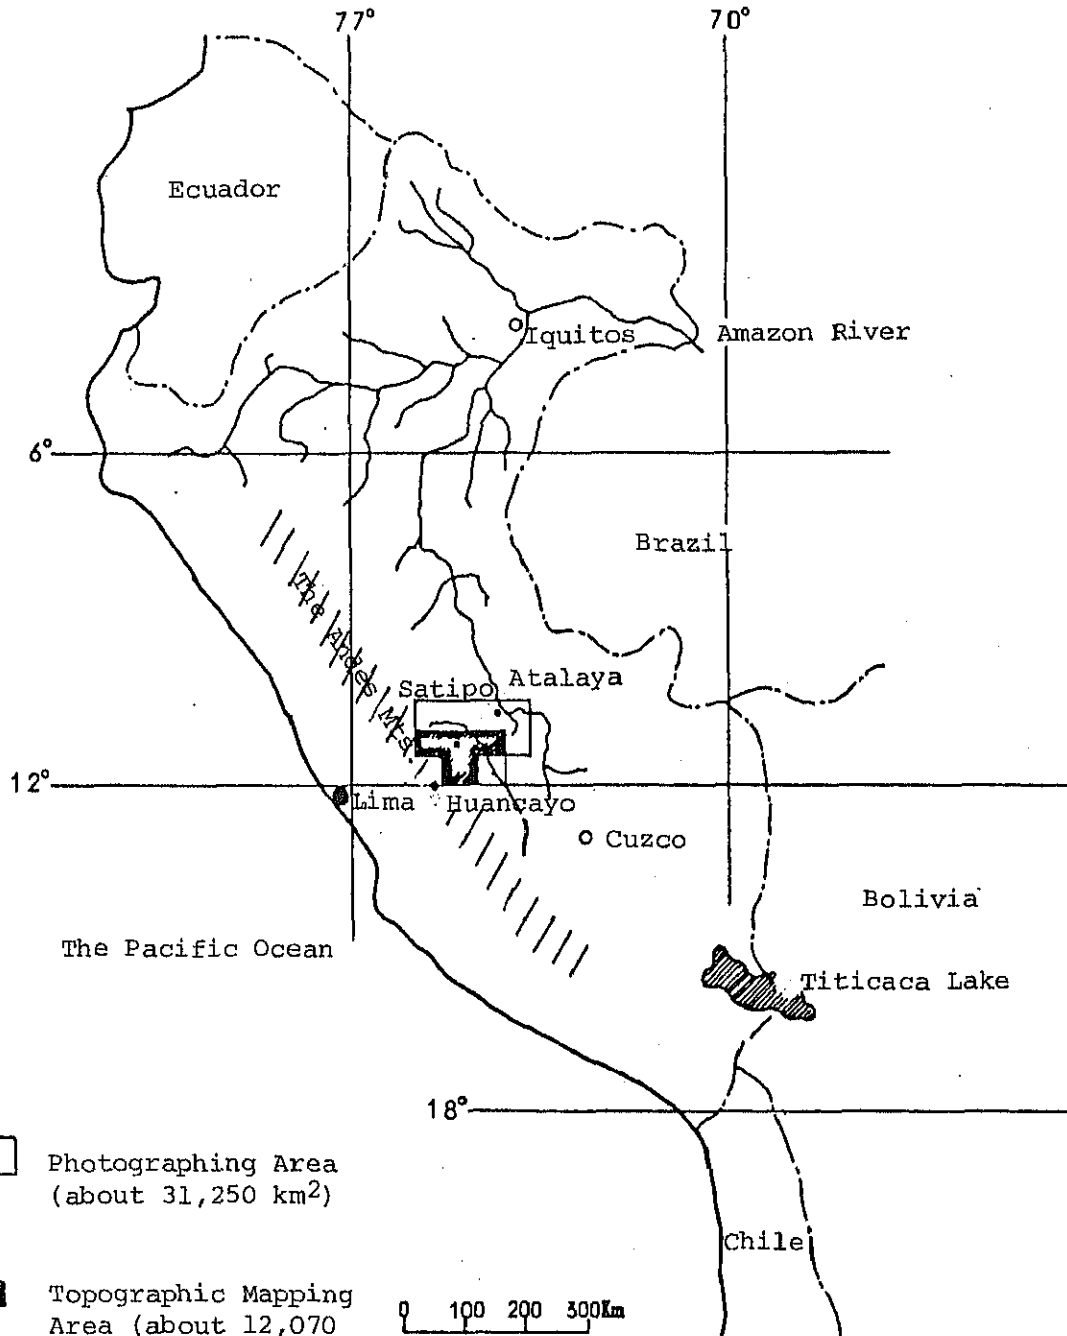 77°
70°
Ecuador
Iquitos
Amazon River
6°
Brazil
The Andes Mts.
Satipo
Atalaya
12°
Lima
Huancayo
Cuzco
Bolivia
The Pacific Ocean
Titicaca Lake
18°
Photographing Area
(about 31,250 km²)
Chile
Topographic Mapping
Area (about 12,070
0 100 200 300Km